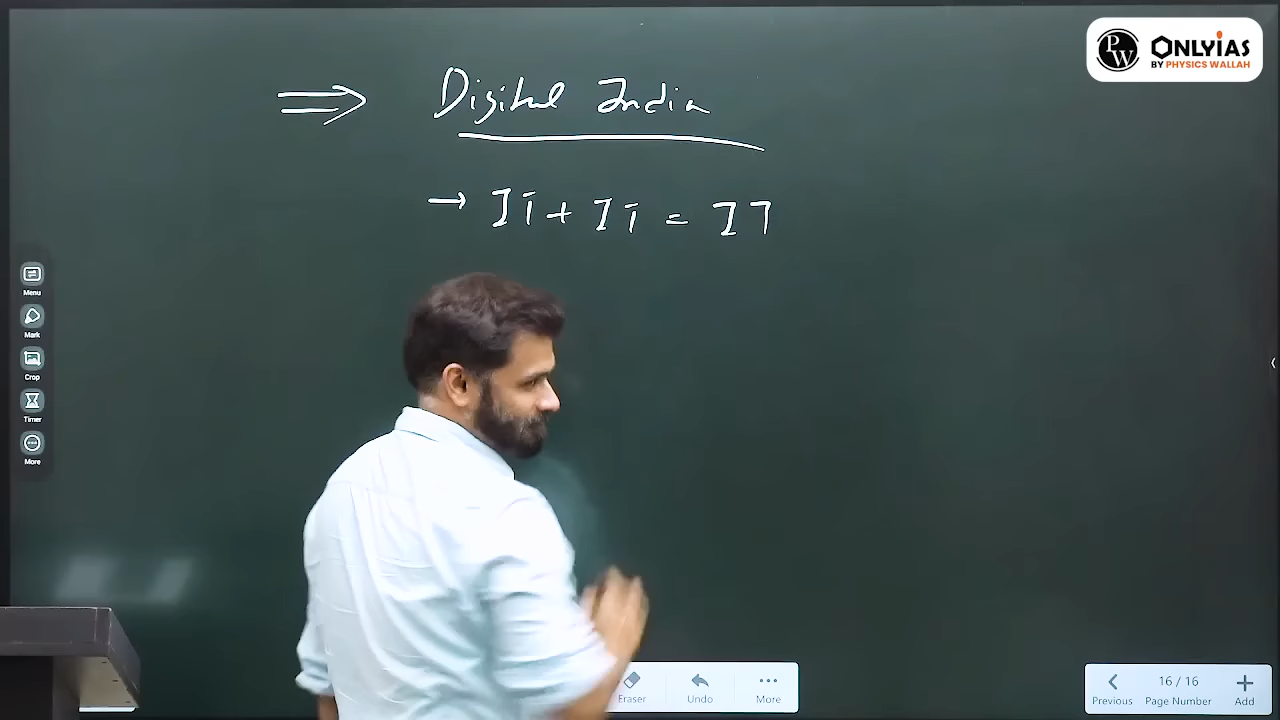 PW ONLYIAS
BY PHYSICS WALLAH
⇒ Digital India
→ IT + IT = IT
Menu
Mark
Crop
Timer
More
Eraser
Undo
More
Previous
16 / 16
Page Number
Add